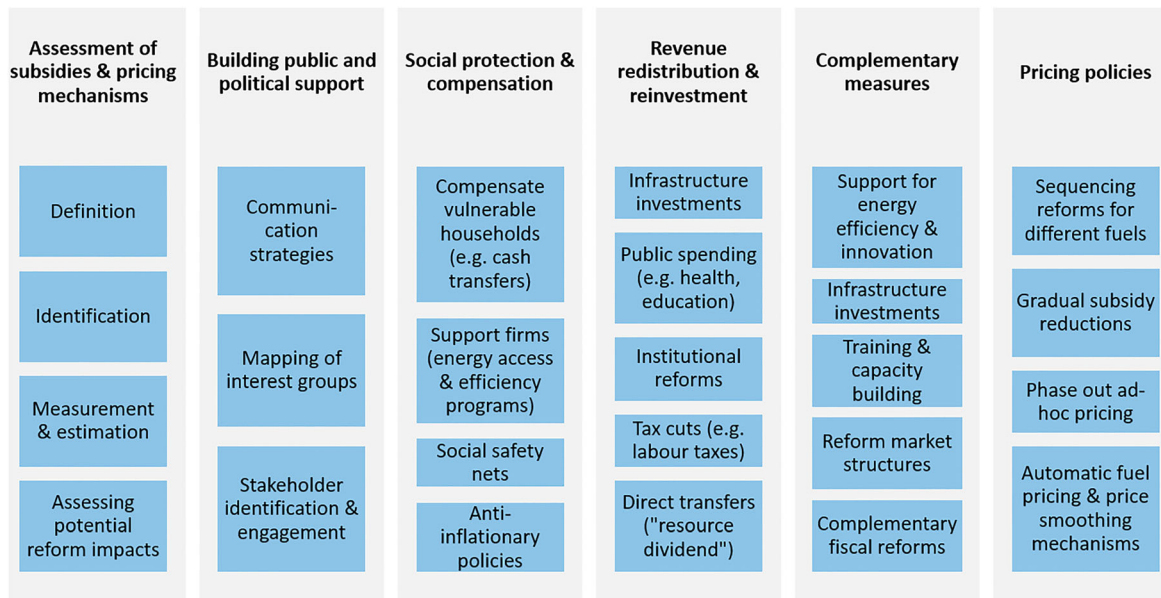 Assessment of
subsidies & pricing
mechanisms
Definition
Identification
Measurement
& estimation
Assessing
potential
reform impacts
Building public and
political support
Communi-
cation
strategies
Mapping of
interest groups
Stakeholder
identification &
engagement
Social protection &
compensation
Compensate
vulnerable
households
(e.g. cash
transfers)
Support firms
(energy access
& efficiency
programs)
Social safety
nets
Anti-
inflationary
policies
Revenue
redistribution &
reinvestment
Infrastructure
investments
Public spending
(e.g. health,
education)
Institutional
reforms
Tax cuts (e.g.
labour taxes)
Direct transfers
("resource
dividend")
Complementary
measures
Support for
energy
efficiency &
innovation
Infrastructure
investments
Training &
capacity
building
Reform market
structures
Complementary
fiscal reforms
Pricing policies
Sequencing
reforms for
different fuels
Gradual subsidy
reductions
Phase out ad-
hoc pricing
Automatic fuel
pricing & price
smoothing
mechanisms